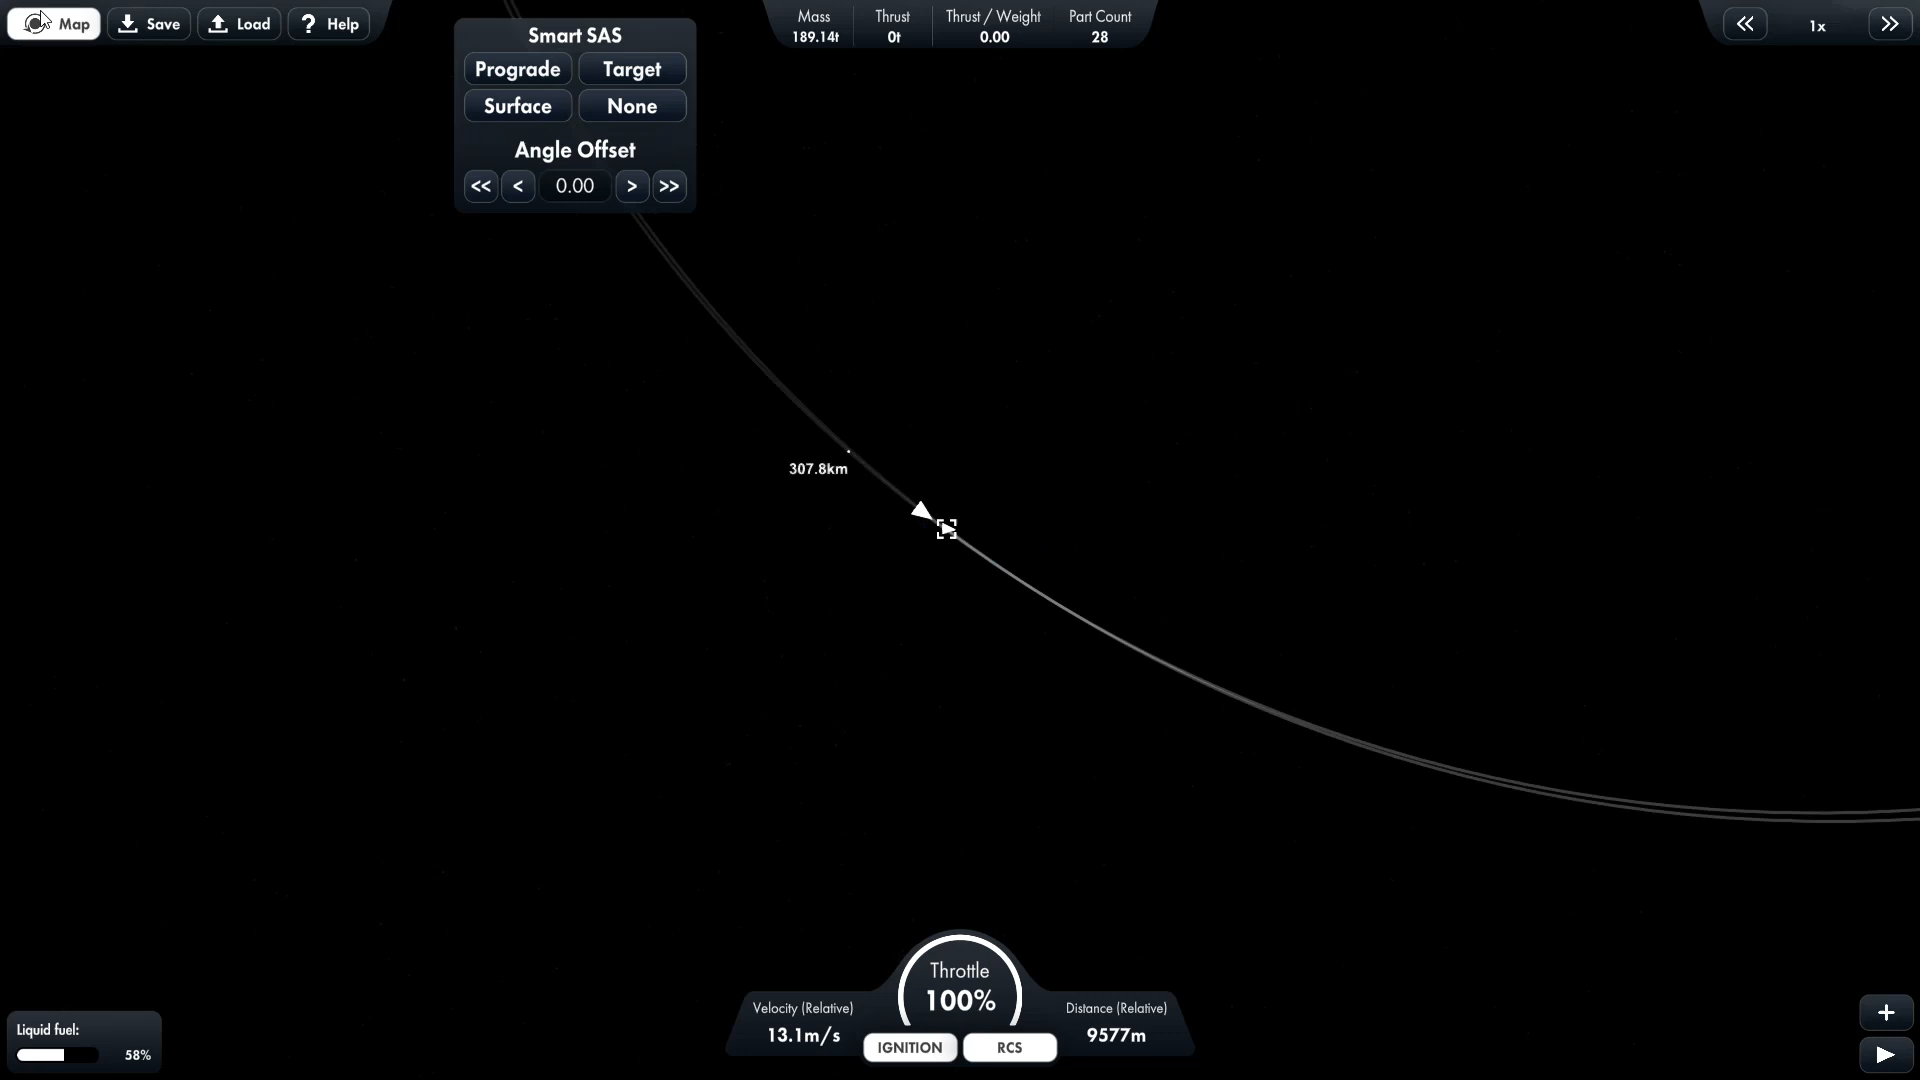 Map Save Load ? Help
Smart SAS
Prograde Target
Surface None
Angle Offset
<< < 0.00 > >>
Mass Thrust Thrust / Weight Part Count
189.14t 0t 0.00 28
1x
307.8km
Throttle
100%
Velocity (Relative)
13.1m/s
IGNITION RCS
Distance (Relative)
9577m
Liquid fuel:
58%